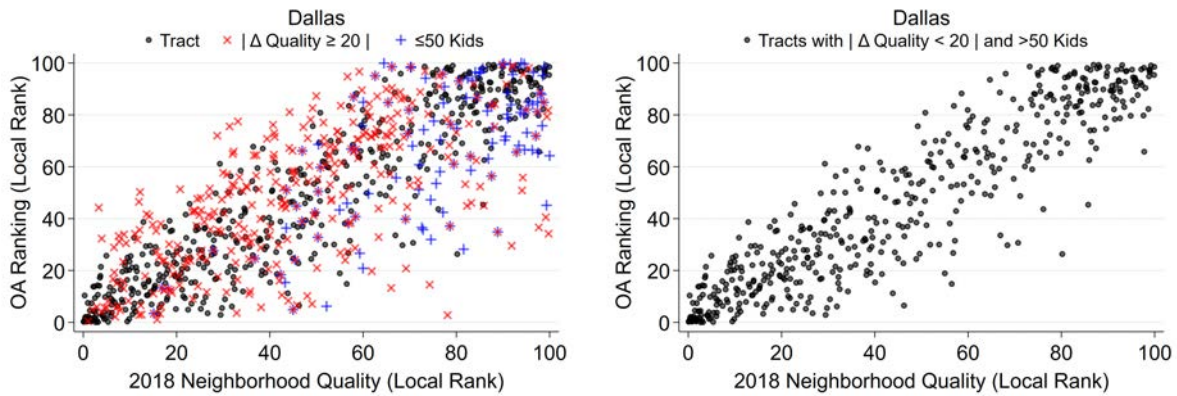 Dallas
Tract | Δ Quality ≥ 20 | ≤50 Kids
OA Ranking (Local Rank)
100
80
60
40
20
0
0 20 40 60 80 100
2018 Neighborhood Quality (Local Rank)
Dallas
Tracts with | Δ Quality < 20 | and >50 Kids
OA Ranking (Local Rank)
100
80
60
40
20
0
0 20 40 60 80 100
2018 Neighborhood Quality (Local Rank)